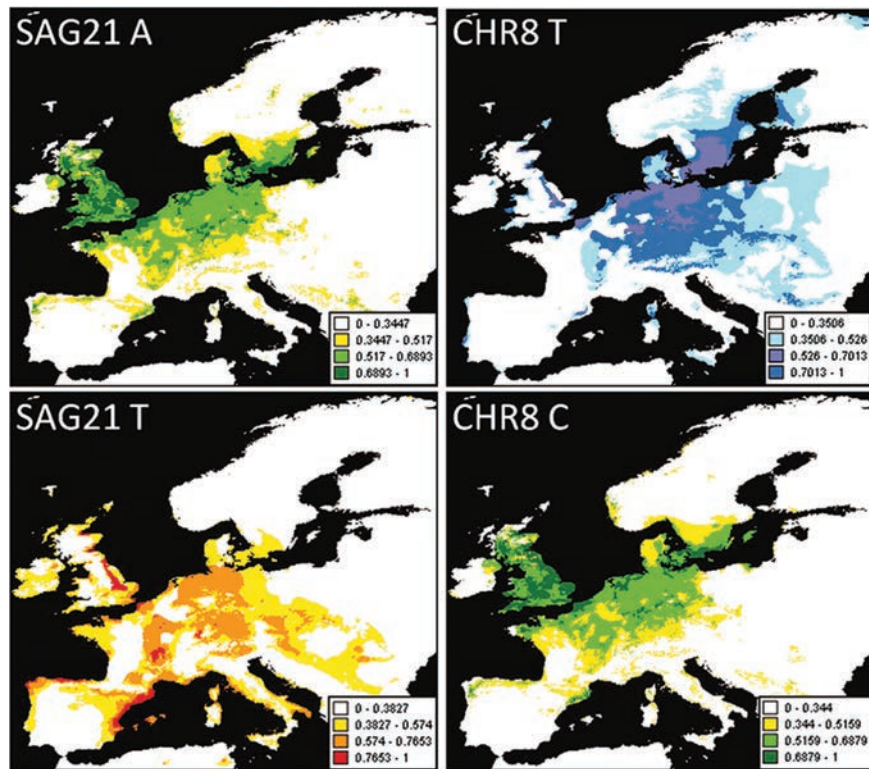 SAG21 A
0 - 0.3447
0.3447 - 0.517
0.517 - 0.6893
0.6893 - 1
CHR8 T
0 - 0.3506
0.3506 - 0.526
0.526 - 0.7013
0.7013 - 1
SAG21 T
0 - 0.3827
0.3827 - 0.574
0.574 - 0.7653
0.7653 - 1
CHR8 C
0 - 0.344
0.344 - 0.5159
0.5159 - 0.6879
0.6879 - 1